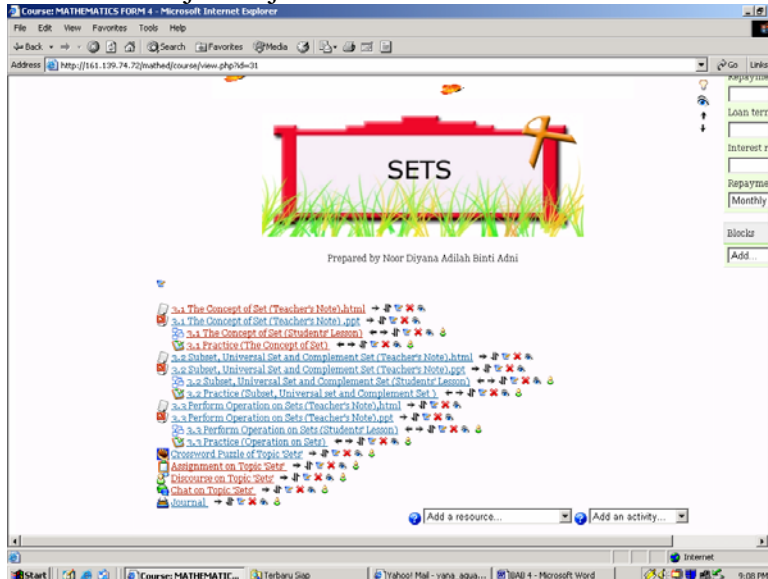 Course: MATHEMATICS FORM 4 - Microsoft Internet Explorer
File Edit View Favorites Tools Help
Back Search Favorites Media
Address http://161.139.74.72/mathed/course/view.php?id=31 Go Links
Loan term
Interest r
Repayme
Monthly
SETS
Blocks
Prepared by Noor Diyana Adilah Binti Adni
Add...
3.1 The Concept of Set (Teacher's Note).html
3.1 The Concept of Set (Teacher's Note) .ppt
3.1 The Concept of Set (Students' Lesson)
3.1 Practice (The Concept of Set)
3.2 Subset, Universal Set and Complement Set (Teacher's Note).html
3.2 Subset, Universal Set and Complement Set (Teacher's Note).ppt
3.2 Subset, Universal Set and Complement Set (Students' Lesson)
3.2 Practice (Subset, Universal set and Complement Set )
3.3 Perform Operation on Sets (Teacher's Note).html
3.3 Perform Operation on Sets (Teacher's Note).ppt
3.3 Perform Operation on Sets (Students' Lesson)
3.3 Practice (Operation on Sets)
Crossword Puzzle of Topic 'Sets'
Assignment on Topic 'Sets'
Discourse on Topic 'Sets'
Chat on Topic 'Sets'
Journal
Add a resource... Add an activity...
Internet
Start Course: MATHEMATIC... Terbaru Siap Yahoo! Mail - yana_aqua... BAB 4 - Microsoft Word 9:08 PM